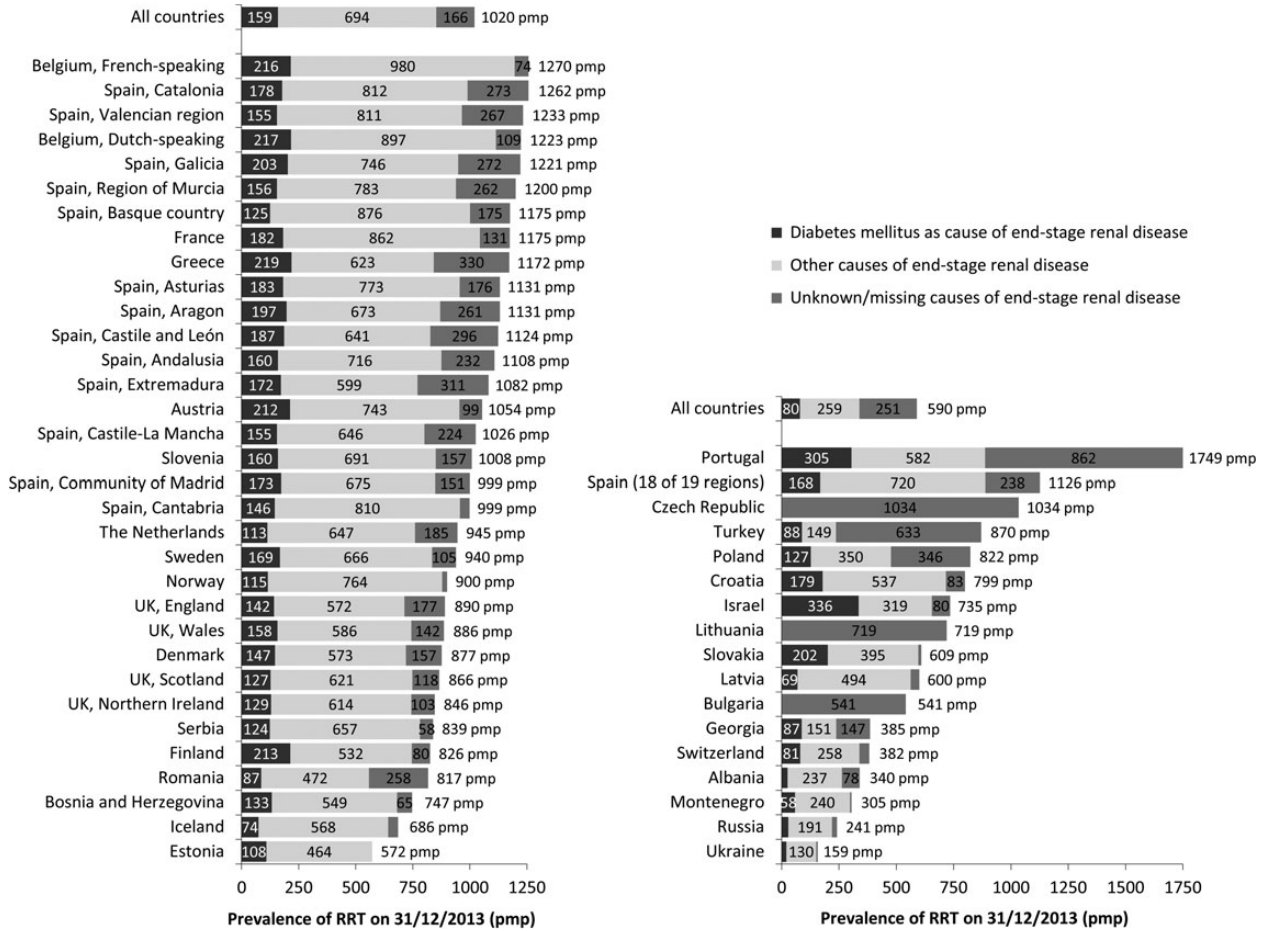 All countries 159 694 166 1020 pmp
Belgium, French-speaking 216 980 74 1270 pmp
Spain, Catalonia 178 812 273 1262 pmp
Spain, Valencian region 155 811 267 1233 pmp
Belgium, Dutch-speaking 217 897 109 1223 pmp
Spain, Galicia 203 746 272 1221 pmp
Spain, Region of Murcia 156 783 262 1200 pmp
Spain, Basque country 125 876 175 1175 pmp
France 182 862 131 1175 pmp
Greece 219 623 330 1172 pmp
Spain, Asturias 183 773 176 1131 pmp
Spain, Aragon 197 673 261 1131 pmp
Spain, Castile and León 187 641 296 1124 pmp
Spain, Andalusia 160 716 232 1108 pmp
Spain, Extremadura 172 599 311 1082 pmp
Austria 212 743 99 1054 pmp
Spain, Castile-La Mancha 155 646 224 1026 pmp
Slovenia 160 691 157 1008 pmp
Spain, Community of Madrid 173 675 151 999 pmp
Spain, Cantabria 146 810 999 pmp
The Netherlands 113 647 185 945 pmp
Sweden 169 666 105 940 pmp
Norway 115 764 900 pmp
UK, England 142 572 177 890 pmp
UK, Wales 158 586 142 886 pmp
Denmark 147 573 157 877 pmp
UK, Scotland 127 621 118 866 pmp
UK, Northern Ireland 129 614 103 846 pmp
Serbia 124 657 58 839 pmp
Finland 213 532 80 826 pmp
Romania 87 472 258 817 pmp
Bosnia and Herzegovina 133 549 65 747 pmp
Iceland 74 568 686 pmp
Estonia 108 464 572 pmp
0 250 500 750 1000 1250
Prevalence of RRT on 31/12/2013 (pmp)
Diabetes mellitus as cause of end-stage renal disease
Other causes of end-stage renal disease
Unknown/missing causes of end-stage renal disease
All countries 80 259 251 590 pmp
Portugal 305 582 862 1749 pmp
Spain (18 of 19 regions) 168 720 238 1126 pmp
Czech Republic 1034 1034 pmp
Turkey 88 149 633 870 pmp
Poland 127 350 346 822 pmp
Croatia 179 537 83 799 pmp
Israel 336 319 80 735 pmp
Lithuania 719 719 pmp
Slovakia 202 395 609 pmp
Latvia 69 494 600 pmp
Bulgaria 541 541 pmp
Georgia 87 151 147 385 pmp
Switzerland 81 258 382 pmp
Albania 237 78 340 pmp
Montenegro 58 240 305 pmp
Russia 191 241 pmp
Ukraine 130 159 pmp
0 250 500 750 1000 1250 1500 1750
Prevalence of RRT on 31/12/2013 (pmp)